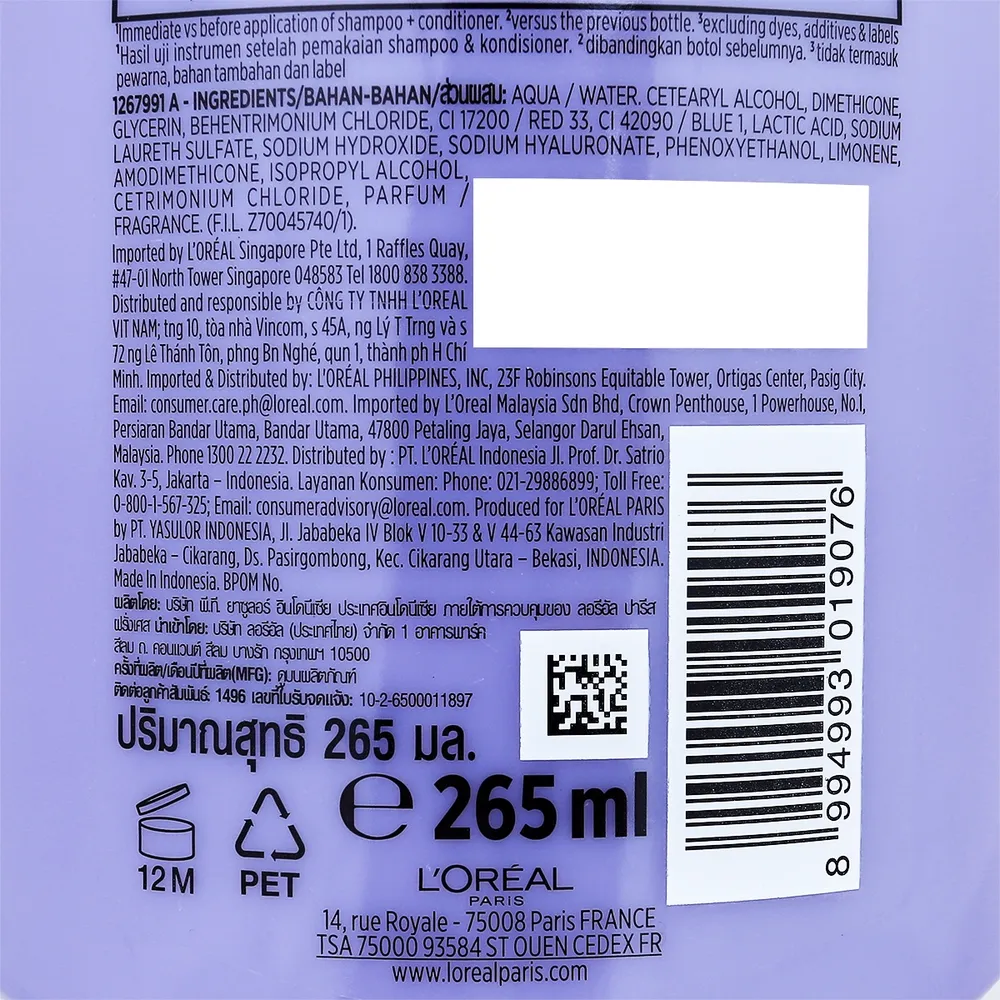 ¹Immediate vs before application of shampoo + conditioner. ²versus the previous bottle. ³excluding dyes, additives & labels
¹Hasil uji instrumen setelah pemakaian shampoo & kondisioner. ²dibandingkan botol sebelumnya. ³tidak termasuk
pewarna, bahan tambahan dan label
1267991 A - INGREDIENTS/BAHAN-BAHAN/ส่วนผสม: AQUA / WATER. CETEARYL ALCOHOL, DIMETHICONE,
GLYCERIN, BEHENTRIMONIUM CHLORIDE, CI 17200 / RED 33, CI 42090 / BLUE 1, LACTIC ACID, SODIUM
LAURETH SULFATE, SODIUM HYDROXIDE, SODIUM HYALURONATE, PHENOXYETHANOL, LIMONENE,
AMODIMETHICONE, ISOPROPYL ALCOHOL,
CETRIMONIUM CHLORIDE, PARFUM /
FRAGRANCE. (F.I.L. Z70045740/1).
Imported by L'ORÉAL Singapore Pte Ltd, 1 Raffles Quay,
#47-01 North Tower Singapore 048583 Tel 1800 838 3388.
Distributed and responsible by CÔNG TY TNHH L'OREAL
VIT NAM; tng 10, tòa nhà Vincom, s 45A, ng Lý T Trng và s
72 ng Lê Thánh Tôn, phng Bn Nghé, qun 1, thành ph H Chí
Minh. Imported & Distributed by: L'ORÉAL PHILIPPINES, INC, 23F Robinsons Equitable Tower, Ortigas Center, Pasig City.
Email: consumer.care.ph@loreal.com. Imported by L'Oreal Malaysia Sdn Bhd, Crown Penthouse, 1 Powerhouse, No.1,
Persiaran Bandar Utama, Bandar Utama, 47800 Petaling Jaya, Selangor Darul Ehsan,
Malaysia. Phone 1300 22 2232. Distributed by : PT. L'ORÉAL Indonesia Jl. Prof. Dr. Satrio
Kav. 3-5, Jakarta – Indonesia. Layanan Konsumen: Phone: 021-29886899; Toll Free:
0-800-1-567-325; Email: consumeradvisory@loreal.com. Produced for L'ORÉAL PARIS
by PT. YASULOR INDONESIA, Jl. Jababeka IV Blok V 10-33 & V 44-63 Kawasan Industri
Jababeka – Cikarang, Ds. Pasirgombong, Kec. Cikarang Utara – Bekasi, INDONESIA.
Made In Indonesia. BPOM No.
ผลิตโดย: บริษัท พี.ที. ยาซูลอร์ อินโดนีเซีย ประเทศอินโดนีเซีย ภายใต้การควบคุมของ ลอรีอัล ปารีส
ฝรั่งเศส นำเข้าโดย: บริษัท ลอรีอัล (ประเทศไทย) จำกัด 1 อาคารพาร์ค
สีลม ถ. คอนแวนต์ สีลม บางรัก กรุงเทพฯ 10500
ครั้งที่ผลิต/เดือนปีที่ผลิต(MFG): ดูบนผลิตภัณฑ์
ติดต่อลูกค้าสัมพันธ์: 1496 เลขที่ใบรับจดแจ้ง: 10-2-6500011897
ปริมาณสุทธิ 265 มล.
℮ 265 ml
12 M
PET
L'ORÉAL
PARIS
14, rue Royale - 75008 Paris FRANCE
TSA 75000 93584 ST OUEN CEDEX FR
www.lorealparis.com
8 994993 019076